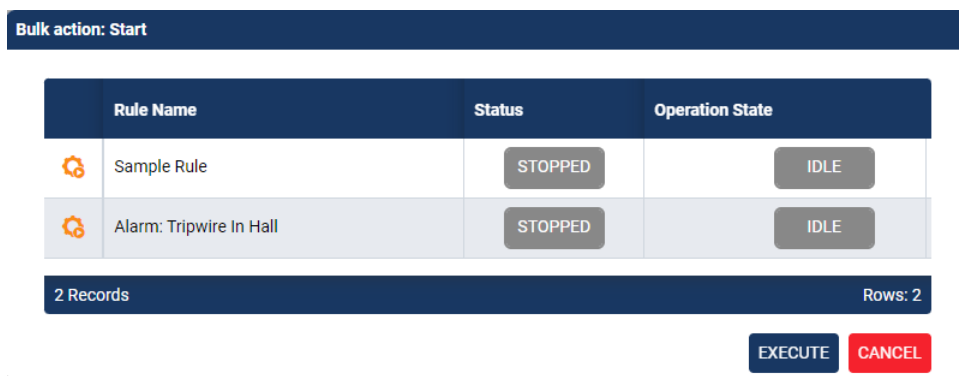 Bulk action: Start
Rule Name Status Operation State
Sample Rule STOPPED IDLE
Alarm: Tripwire In Hall STOPPED IDLE
2 Records Rows: 2
EXECUTE CANCEL